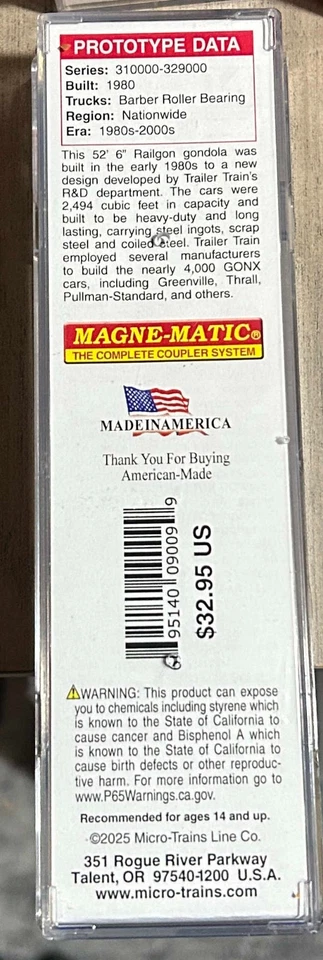 PROTOTYPE DATA
Series: 310000-329000
Built: 1980
Trucks: Barber Roller Bearing
Region: Nationwide
Era: 1980s-2000s
This 52' 6" Railgon gondola was
built in the early 1980s to a new
design developed by Trailer Train's
R&D department. The cars were
2,494 cubic feet in capacity and
built to be heavy-duty and long
lasting, carrying steel ingots, scrap
steel and coiled steel. Trailer Train
employed several manufacturers
to build the nearly 4,000 GONX
cars, including Greenville, Thrall,
Pullman-Standard, and others.
MAGNE-MATIC®
THE COMPLETE COUPLER SYSTEM
MADEINAMERICA
Thank You For Buying
American-Made
6 95140 09009 9
$32.95 US
⚠WARNING: This product can expose
you to chemicals including styrene which
is known to the State of California to
cause cancer and Bisphenol A which
is known to the State of California to
cause birth defects or other reproduc-
tive harm. For more information go to
www.P65Warnings.ca.gov.
Recommended for ages 14 and up.
©2025 Micro-Trains Line Co.
351 Rogue River Parkway
Talent, OR 97540-1200 U.S.A.
www.micro-trains.com